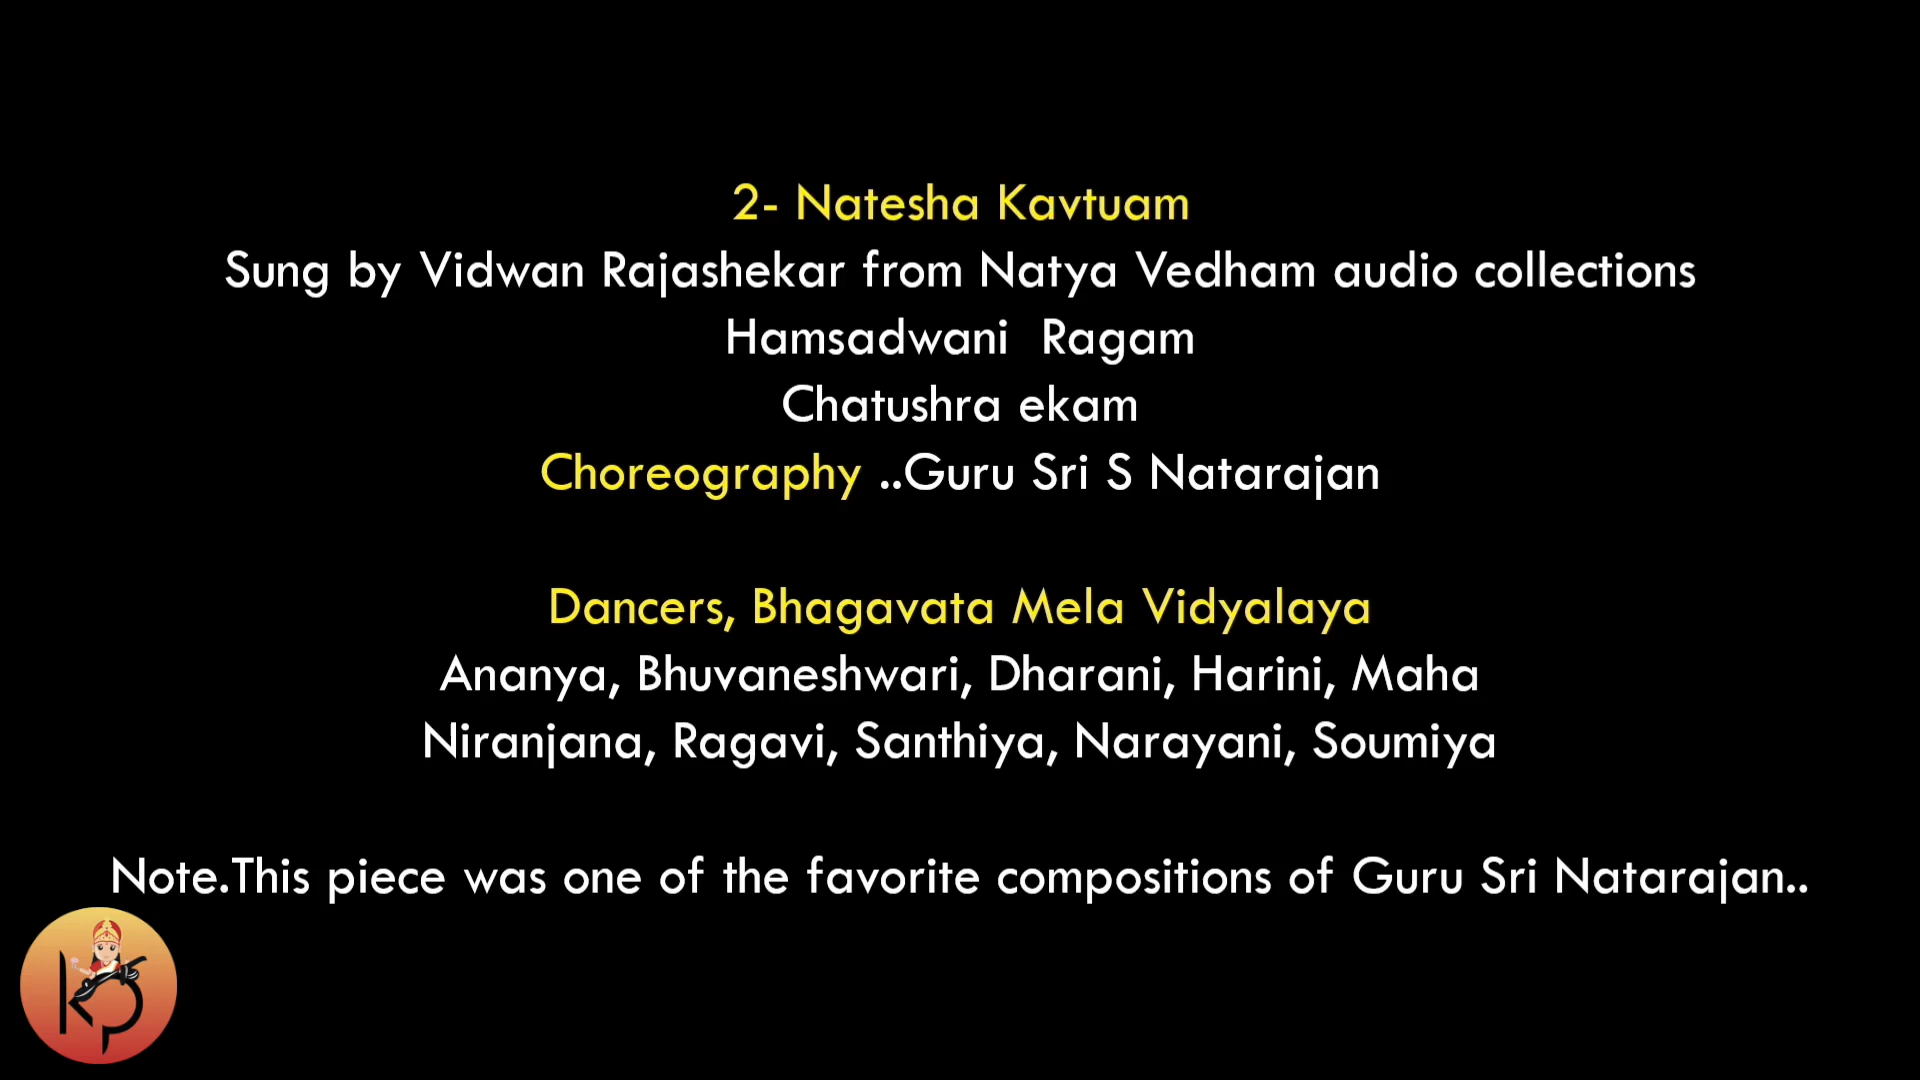 2- Natesha Kavtuam
Sung by Vidwan Rajashekar from Natya Vedham audio collections
Hamsadwani  Ragam
Chatushra ekam
Choreography ..Guru Sri S Natarajan
Dancers, Bhagavata Mela Vidyalaya
Ananya, Bhuvaneshwari, Dharani, Harini, Maha
Niranjana, Ragavi, Santhiya, Narayani, Soumiya
Note.This piece was one of the favorite compositions of Guru Sri Natarajan..
kp